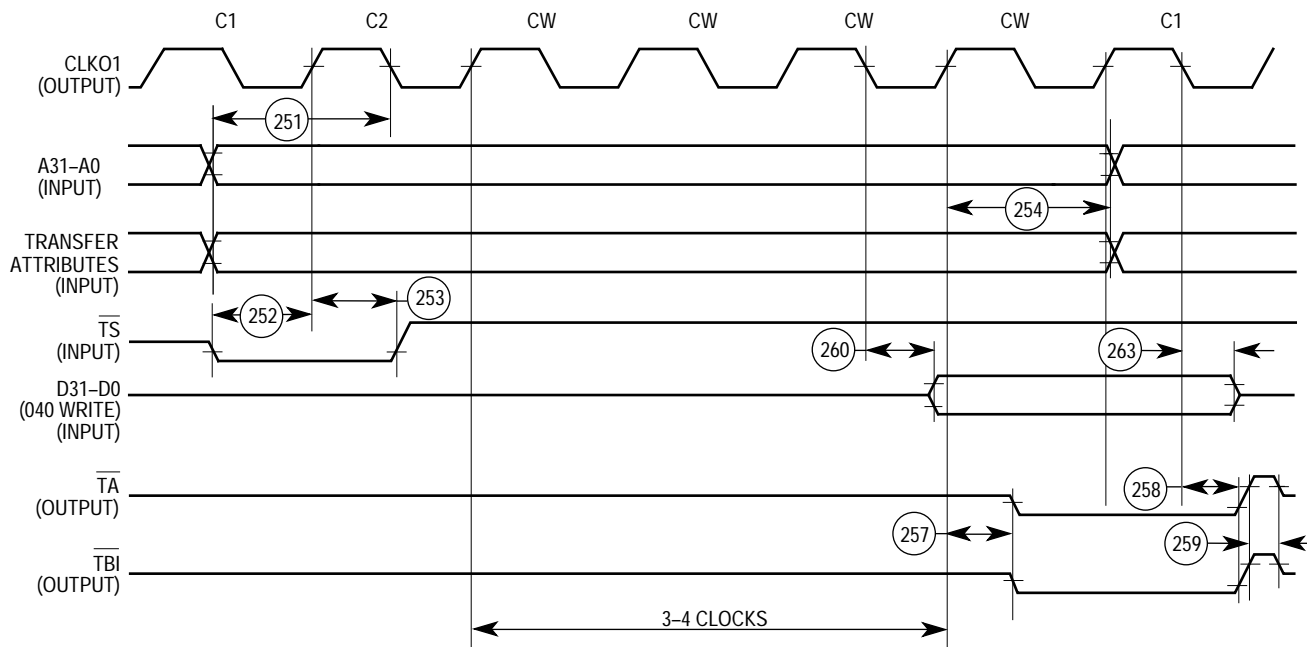 C1
C2
CW
CW
CW
CW
C1
CLKO1
(OUTPUT)
251
A31–A0
(INPUT)
254
TRANSFER
ATTRIBUTES
(INPUT)
253
252
TS
(INPUT)
260
263
D31–D0
(040 WRITE)
(INPUT)
TA
(OUTPUT)
258
257
259
TBI
(OUTPUT)
3–4 CLOCKS